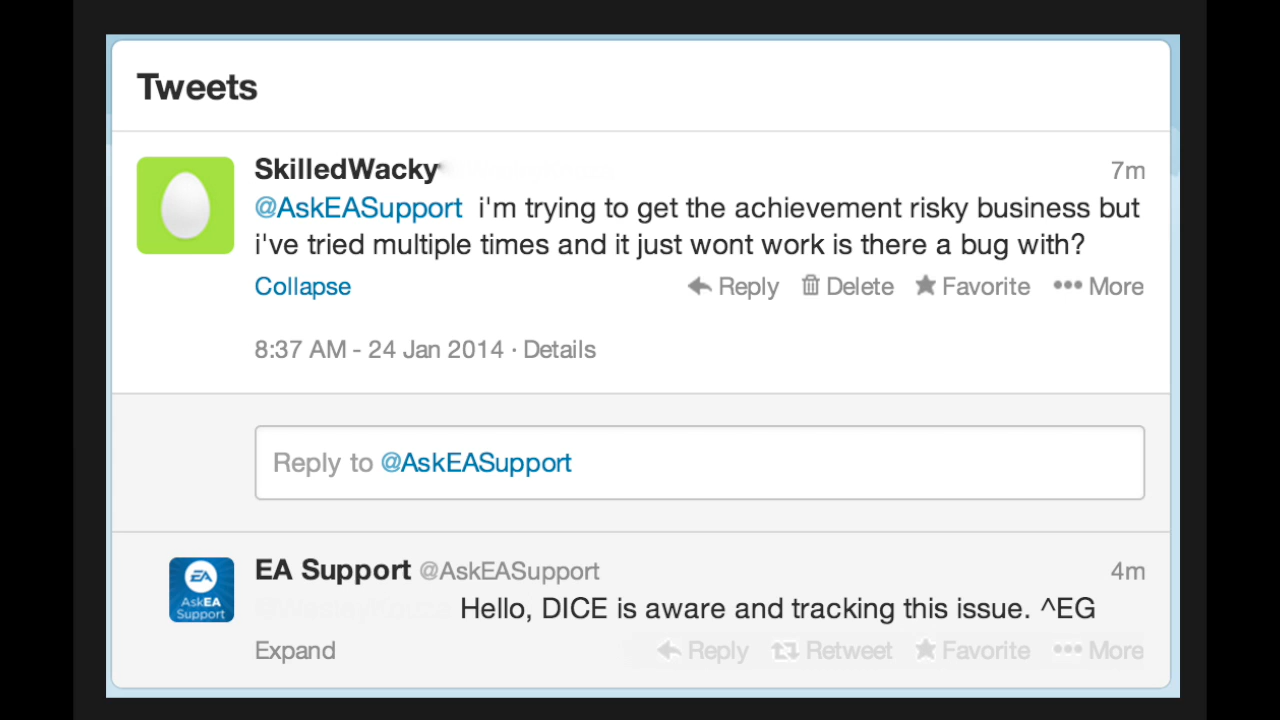 Tweets
SkilledWacky
7m
@AskEASupport i'm trying to get the achievement risky business but
i've tried multiple times and it just wont work is there a bug with?
Collapse
Reply Delete Favorite More
8:37 AM - 24 Jan 2014 · Details
Reply to @AskEASupport
EA
AskEA
Support
EA Support @AskEASupport
4m
Hello, DICE is aware and tracking this issue. ^EG
Expand
Reply Retweet Favorite More